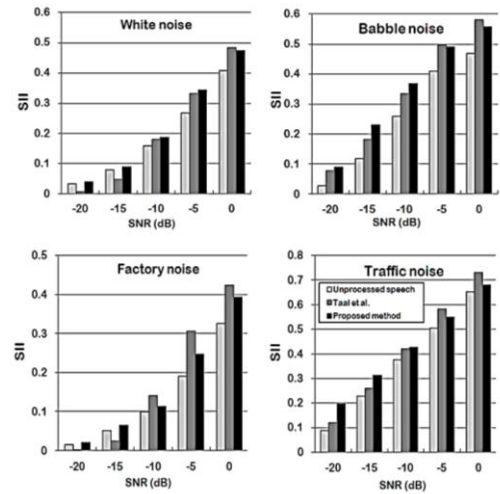 White noise
SII
0.6
0.5
0.4
0.3
0.2
0.1
0
-20 -15 -10 -5 0
SNR (dB)
Babble noise
SII
0.6
0.5
0.4
0.3
0.2
0.1
0
-20 -15 -10 -5 0
SNR (dB)
Factory noise
SII
0.5
0.4
0.3
0.2
0.1
0
-20 -15 -10 -5 0
SNR (dB)
Traffic noise
SII
0.8
0.7
0.6
0.5
0.4
0.3
0.2
0.1
0
Unprocessed speech
Taal et al.
Proposed method
-20 -15 -10 -5 0
SNR (dB)